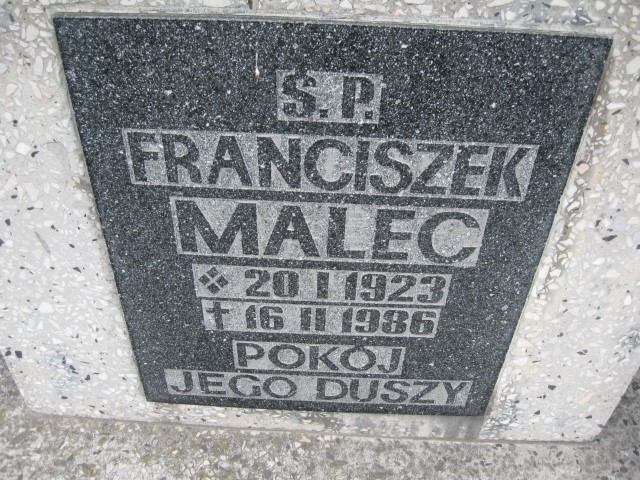 Ś. P.
FRANCISZEK
MALEC
20 I 1923
† 16 II 1986
POKÓJ
JEGO DUSZY